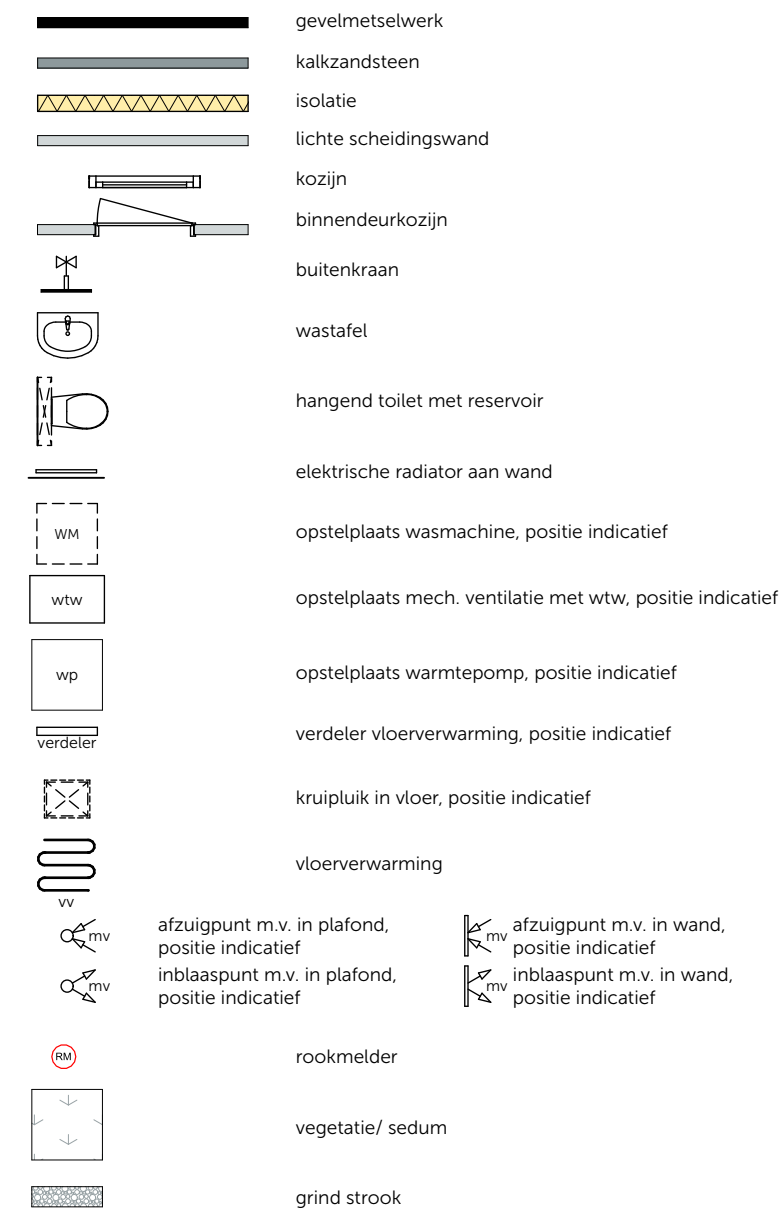 gevelmetselwerk
kalkzandsteen
isolatie
lichte scheidingswand
kozijn
binnendeurkozijn
buitenkraan
wastafel
hangend toilet met reservoir
elektrische radiator aan wand
WM
opstelplaats wasmachine, positie indicatief
wtw
opstelplaats mech. ventilatie met wtw, positie indicatief
wp
opstelplaats warmtepomp, positie indicatief
verdeler
verdeler vloerverwarming, positie indicatief
kruipluik in vloer, positie indicatief
vloerverwarming
vv
mv
afzuigpunt m.v. in plafond,
positie indicatief
mv
afzuigpunt m.v. in wand,
positie indicatief
mv
inblaaspunt m.v. in plafond,
positie indicatief
mv
inblaaspunt m.v. in wand,
positie indicatief
RM
rookmelder
vegetatie/ sedum
grind strook